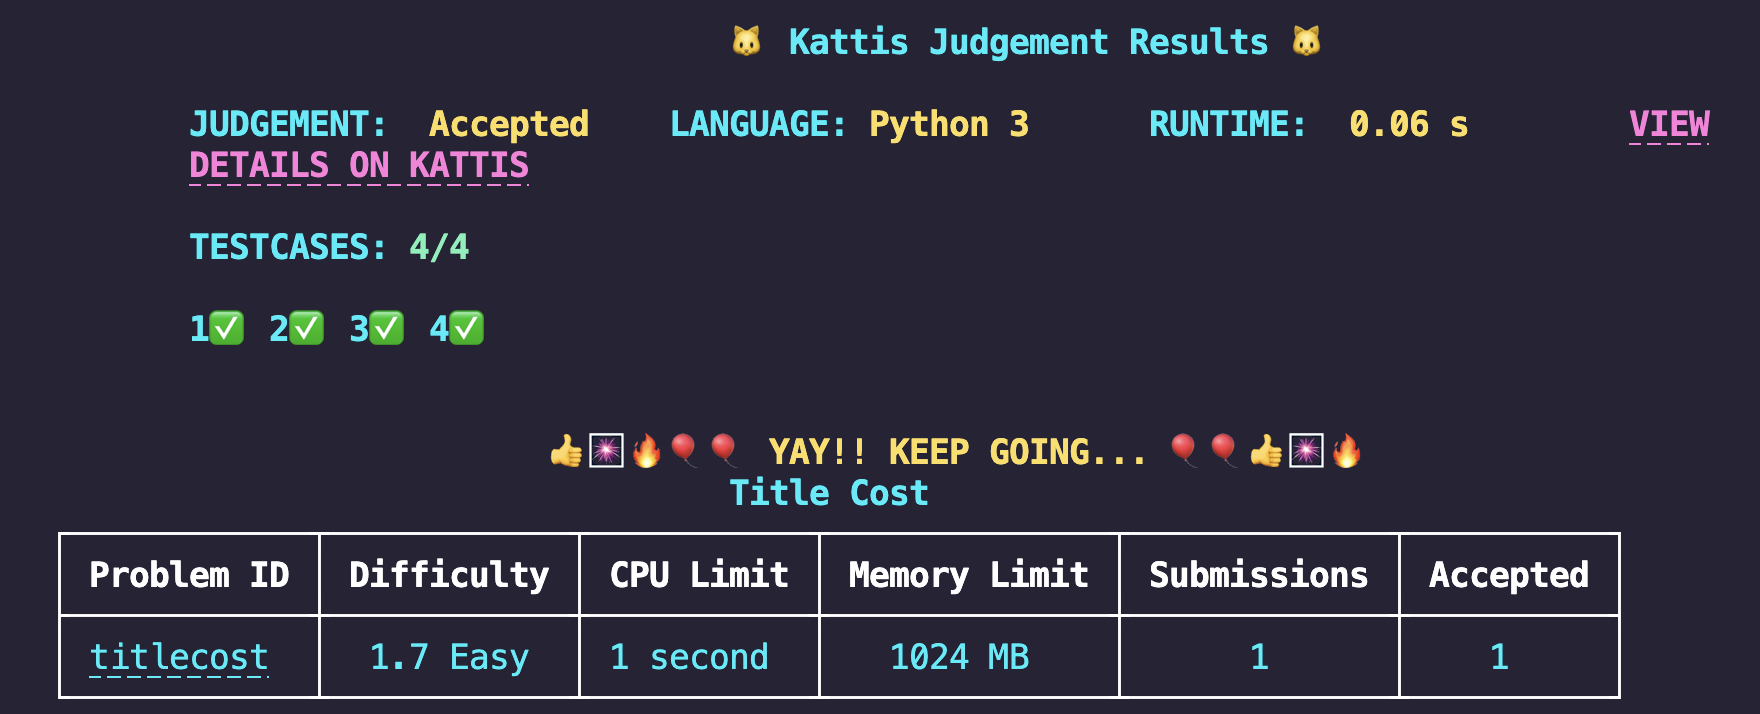 🐱 Kattis Judgement Results 🐱
JUDGEMENT: Accepted LANGUAGE: Python 3 RUNTIME: 0.06 s VIEW
DETAILS ON KATTIS
TESTCASES: 4/4
1✅ 2✅ 3✅ 4✅
👍🎆🔥🎈🎈 YAY!! KEEP GOING... 🎈🎈👍🎆🔥
Title Cost
Problem ID Difficulty CPU Limit Memory Limit Submissions Accepted
titlecost 1.7 Easy 1 second 1024 MB 1 1